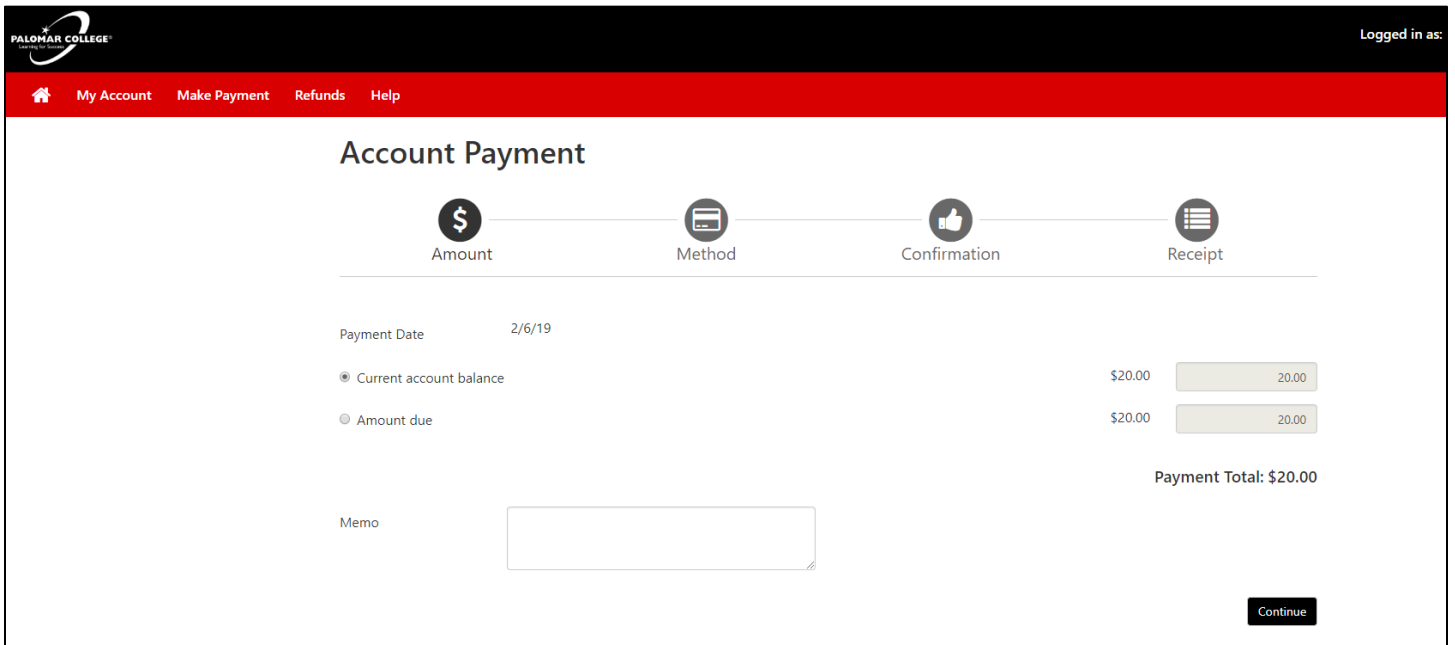 PALOMAR COLLEGE®
Learning for Success
Logged in as:
My Account Make Payment Refunds Help
Account Payment
$
Amount Method Confirmation Receipt
Payment Date 2/6/19
Current account balance $20.00 20.00
Amount due $20.00 20.00
Payment Total: $20.00
Memo
Continue